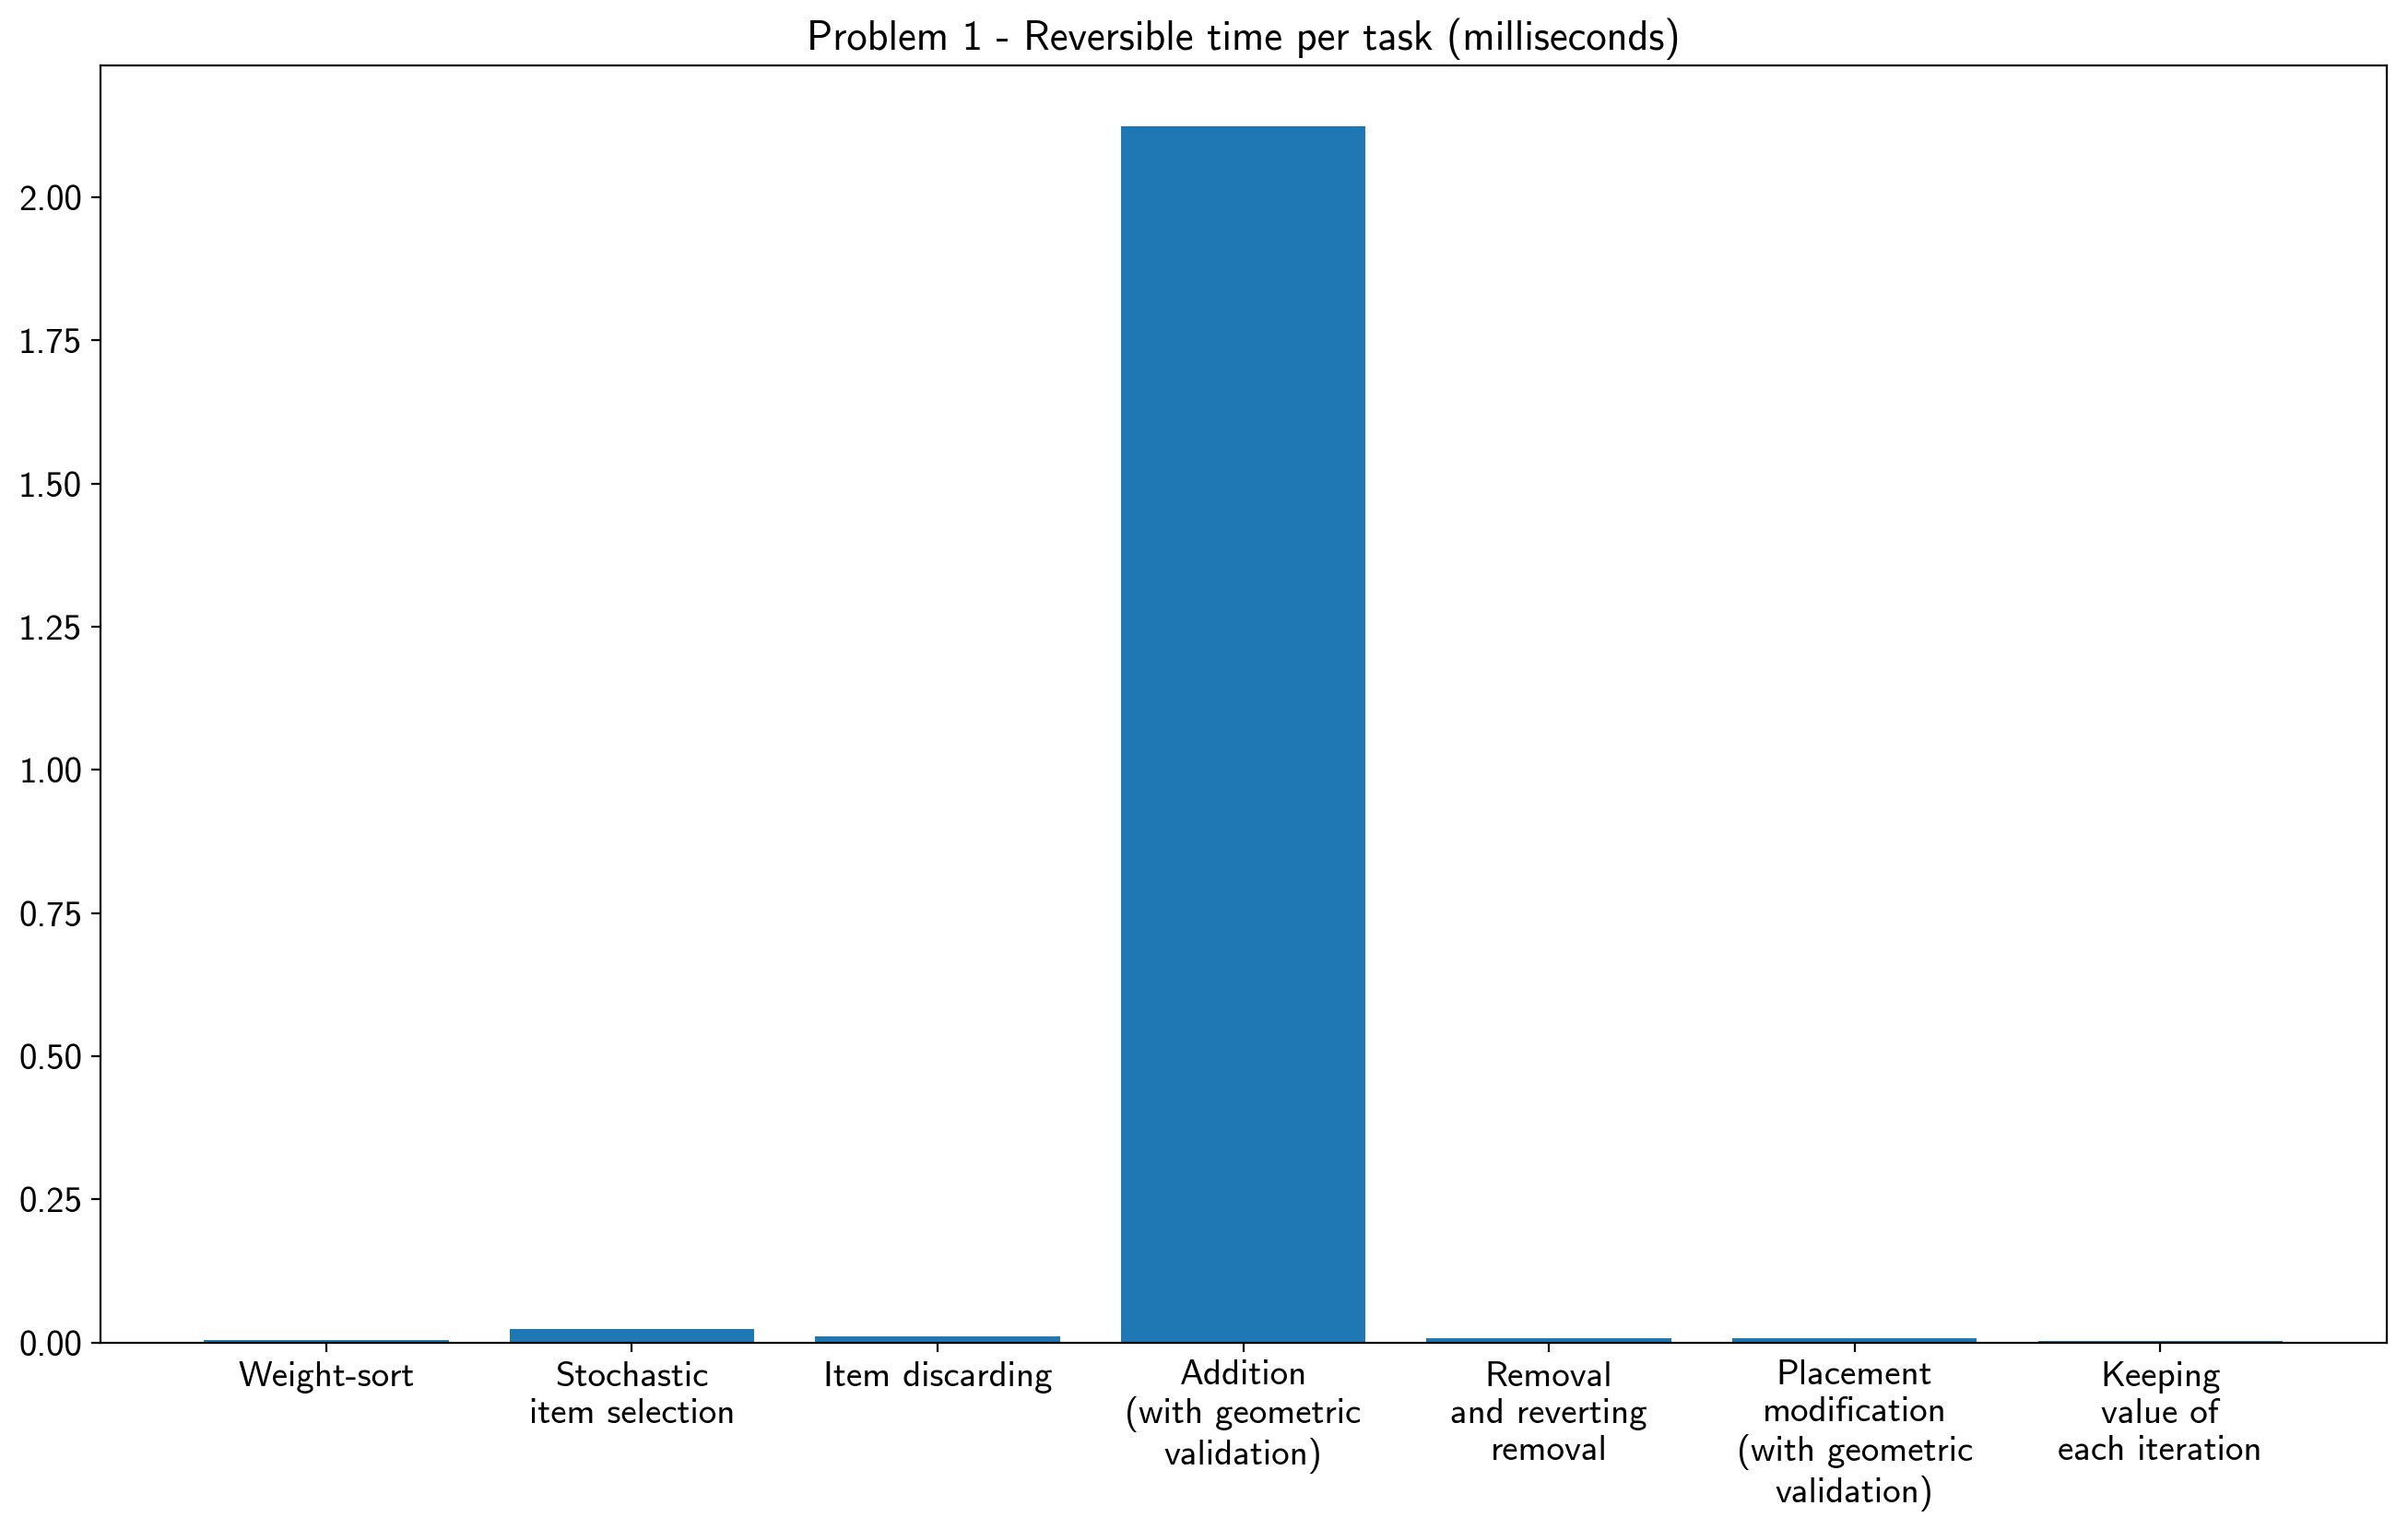 Problem 1 - Reversible time per task (milliseconds)
2.00
1.75
1.50
1.25
1.00
0.75
0.50
0.25
0.00
Weight-sort
Stochastic
item selection
Item discarding
Addition
(with geometric
validation)
Removal
and reverting
removal
Placement
modification
(with geometric
validation)
Keeping
value of
each iteration